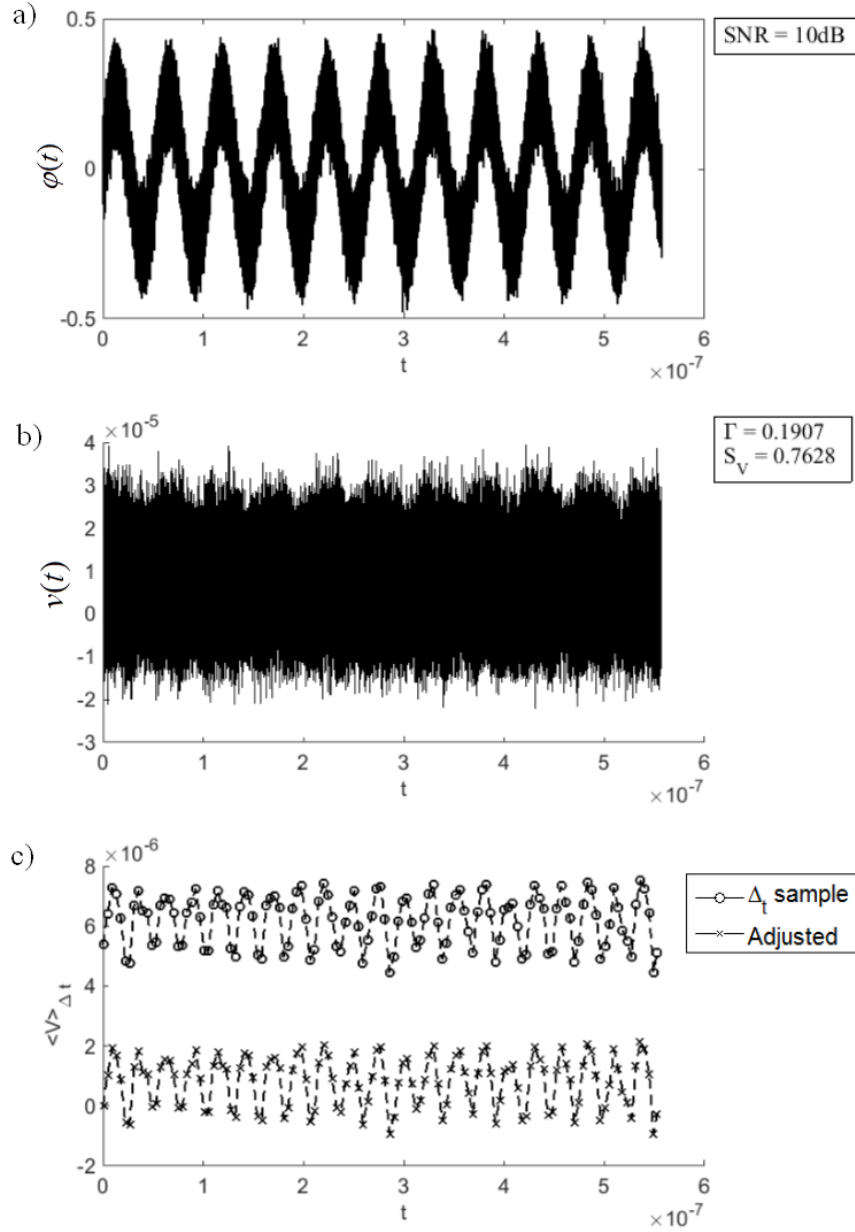 a)
SNR = 10dB
0.5
0
-0.5
φ(t)
0 1 2 3 4 5 6
t
×10⁻⁷
b)
×10⁻⁵
Γ = 0.1907
S_V = 0.7628
4
3
2
1
0
-1
-2
-3
v(t)
0 1 2 3 4 5 6
t
×10⁻⁷
c)
×10⁻⁶
8
6
4
2
0
-2
<V>_Δt
Δ_t sample
Adjusted
0 1 2 3 4 5 6
t
×10⁻⁷